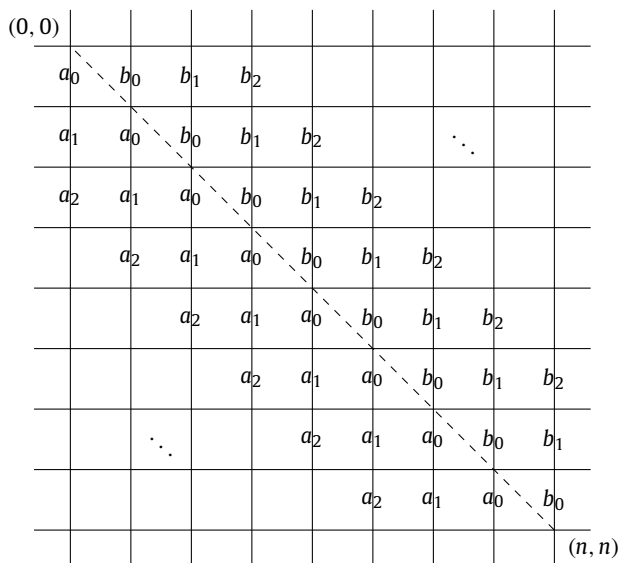 (0, 0)
a₀ b₀ b₁ b₂
a₁ a₀ b₀ b₁ b₂ ⋱
a₂ a₁ a₀ b₀ b₁ b₂
a₂ a₁ a₀ b₀ b₁ b₂
a₂ a₁ a₀ b₀ b₁ b₂
a₂ a₁ a₀ b₀ b₁ b₂
⋱ a₂ a₁ a₀ b₀ b₁
a₂ a₁ a₀ b₀
(n, n)